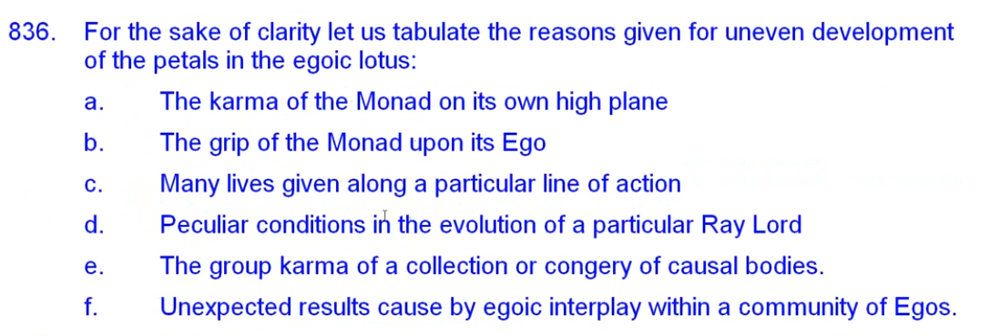 836. For the sake of clarity let us tabulate the reasons given for uneven development
of the petals in the egoic lotus:
a. The karma of the Monad on its own high plane
b. The grip of the Monad upon its Ego
c. Many lives given along a particular line of action
d. Peculiar conditions in the evolution of a particular Ray Lord
e. The group karma of a collection or congery of causal bodies.
f. Unexpected results cause by egoic interplay within a community of Egos.